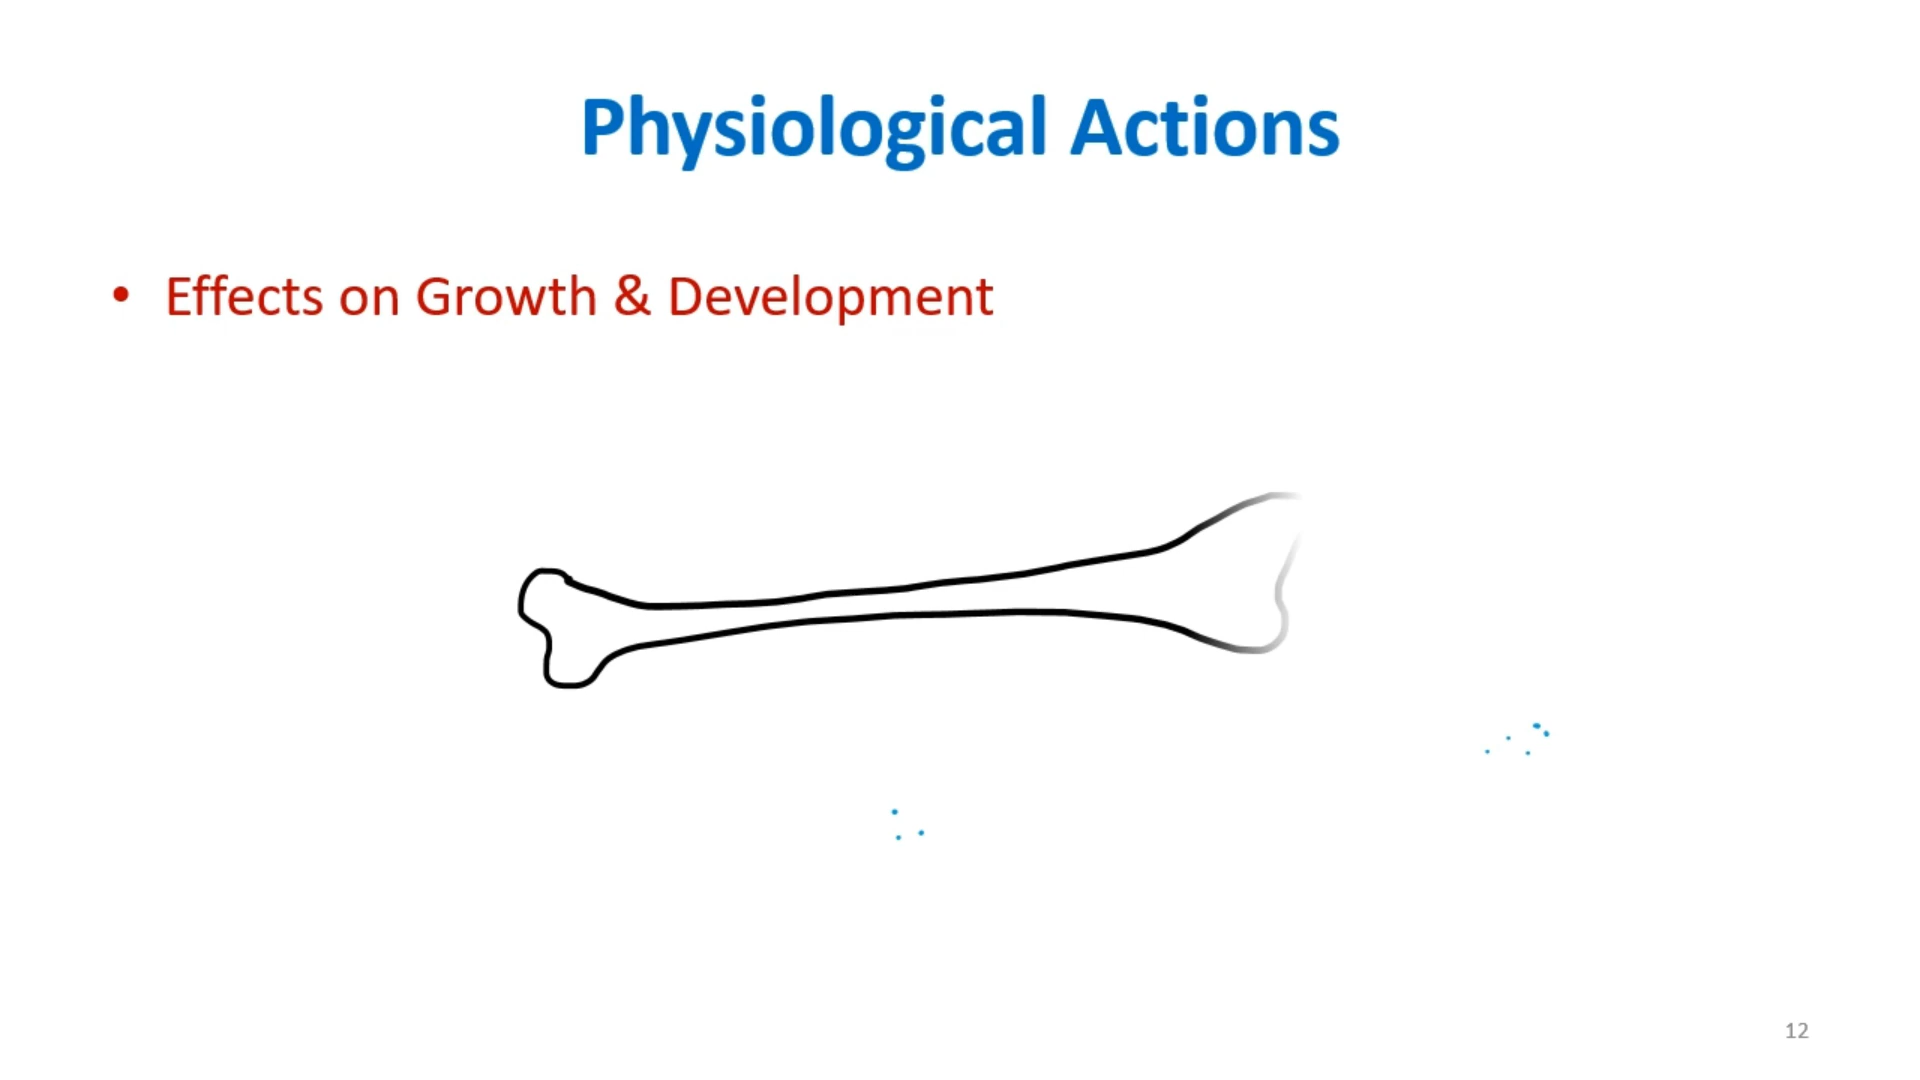 Physiological Actions
• Effects on Growth & Development
12